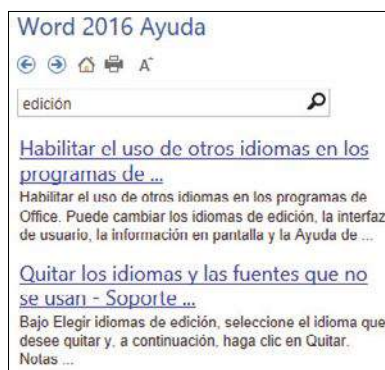 Word 2016 Ayuda
A
edición
Habilitar el uso de otros idiomas en los
programas de ...
Habilitar el uso de otros idiomas en los programas de
Office. Puede cambiar los idiomas de edición, la interfaz
de usuario, la información en pantalla y la Ayuda de ...
Quitar los idiomas y las fuentes que no
se usan - Soporte ...
Bajo Elegir idiomas de edición, seleccione el idioma que
desee quitar y, a continuación, haga clic en Quitar.
Notas ...